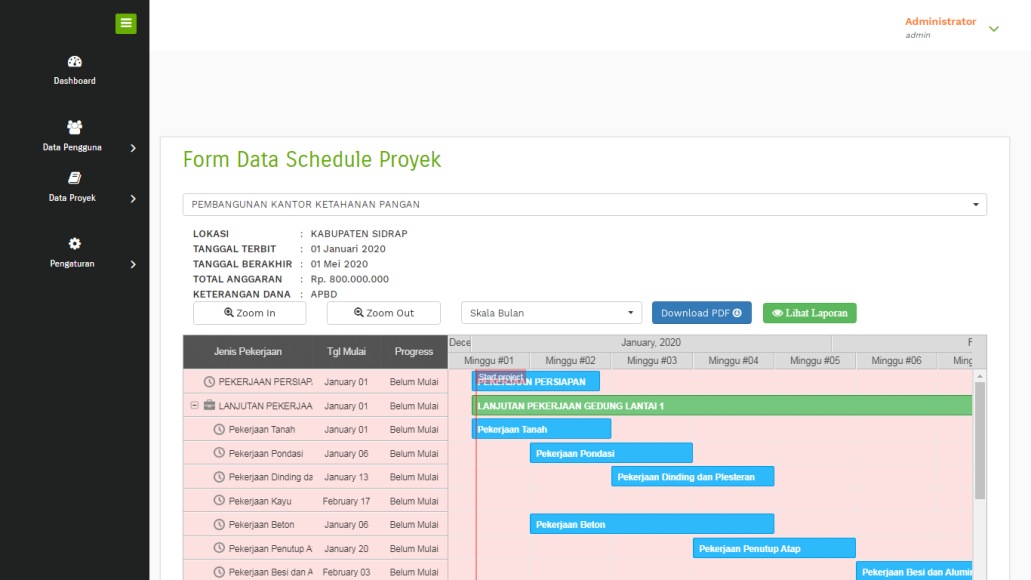 Administrator
admin
Dashboard
Data Pengguna
Data Proyek
Pengaturan
Form Data Schedule Proyek
PEMBANGUNAN KANTOR KETAHANAN PANGAN
LOKASI : KABUPATEN SIDRAP
TANGGAL TERBIT : 01 Januari 2020
TANGGAL BERAKHIR : 01 Mei 2020
TOTAL ANGGARAN : Rp. 800.000.000
KETERANGAN DANA : APBD
Zoom In Zoom Out Skala Bulan Download PDF Lihat Laporan
Jenis Pekerjaan Tgl Mulai Progress
Dece January, 2020 F
Minggu #01 Minggu #02 Minggu #03 Minggu #04 Minggu #05 Minggu #06 Ming
Start project
PEKERJAAN PERSIAP. January 01 Belum Mulai PEKERJAAN PERSIAPAN
LANJUTAN PEKERJAA January 01 Belum Mulai LANJUTAN PEKERJAAN GEDUNG LANTAI 1
Pekerjaan Tanah January 01 Belum Mulai Pekerjaan Tanah
Pekerjaan Pondasi January 06 Belum Mulai Pekerjaan Pondasi
Pekerjaan Dinding da January 13 Belum Mulai Pekerjaan Dinding dan Plesteran
Pekerjaan Kayu February 17 Belum Mulai
Pekerjaan Beton January 06 Belum Mulai Pekerjaan Beton
Pekerjaan Penutup A January 20 Belum Mulai Pekerjaan Penutup Atap
Pekerjaan Besi dan A February 03 Belum Mulai Pekerjaan Besi dan Alumin